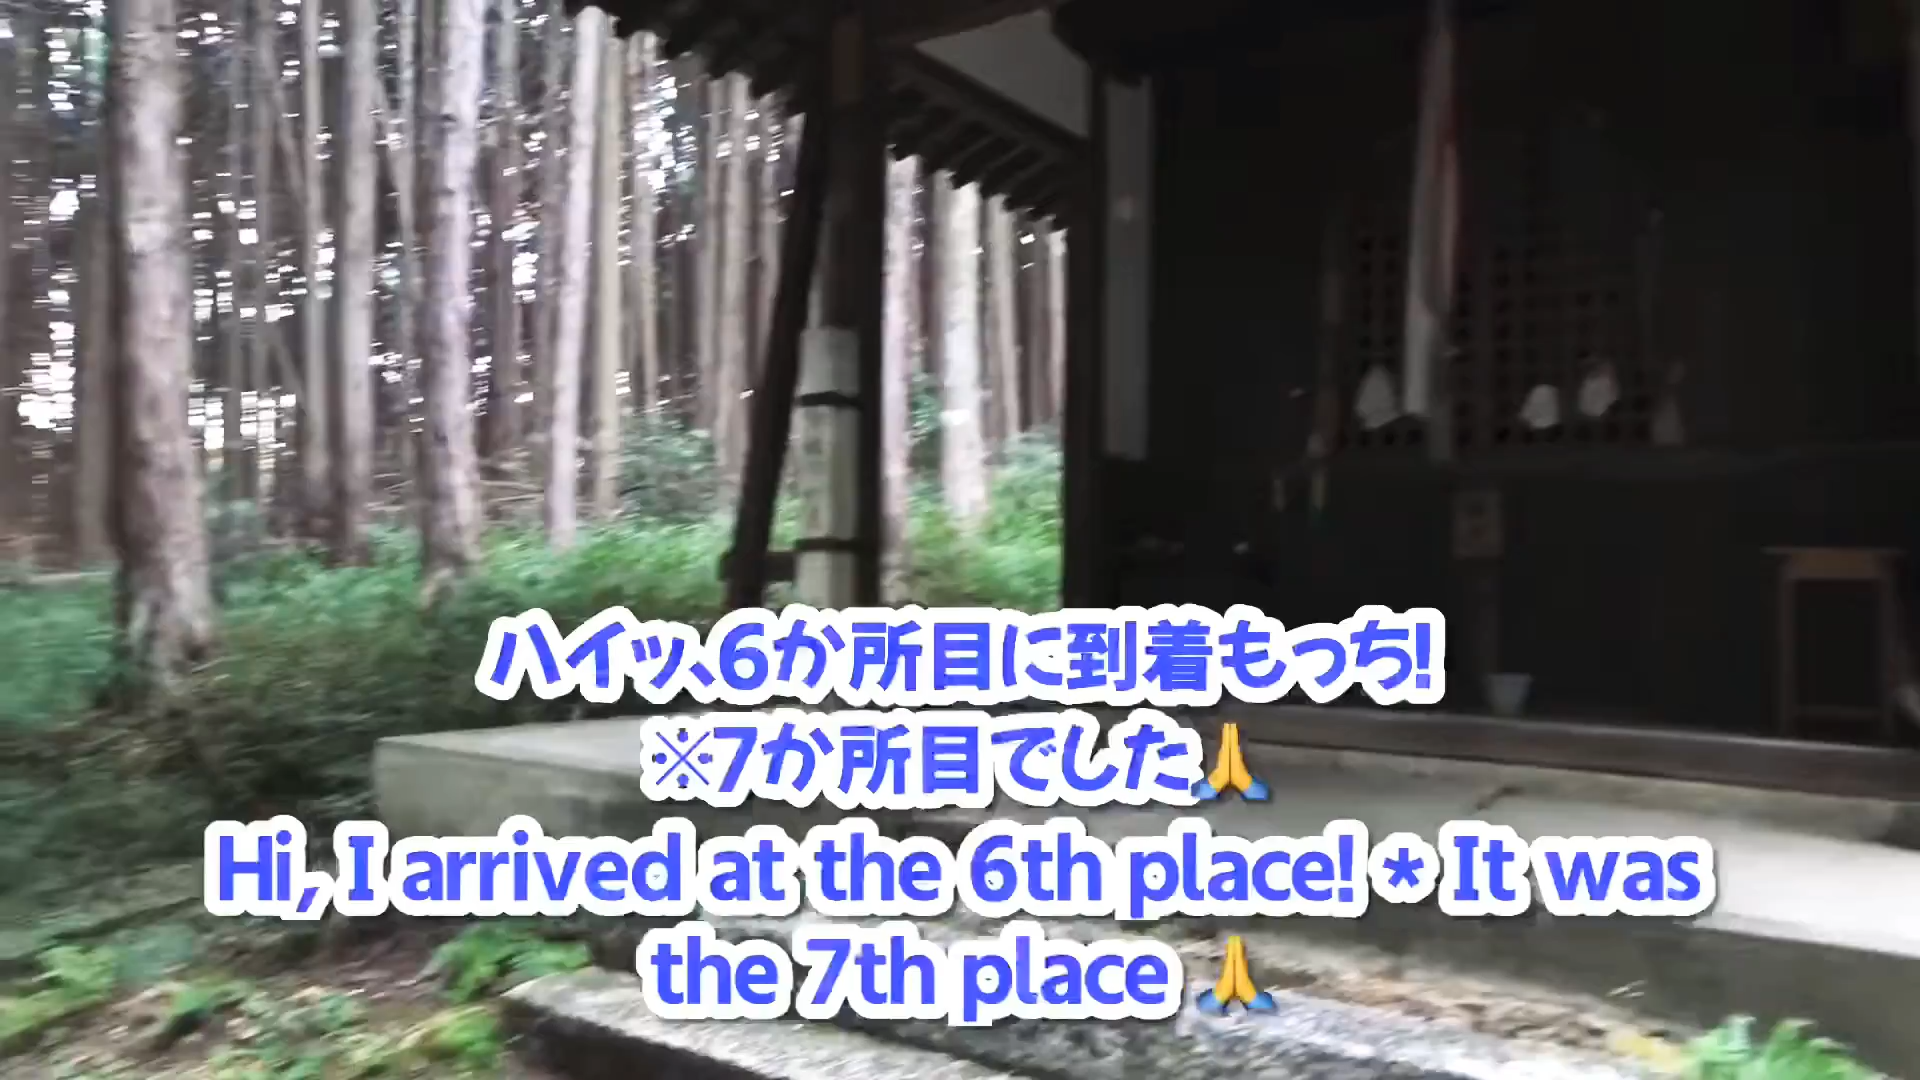 ハイッ、6か所目に到着もっち!
※7か所目でした🙏
Hi, I arrived at the 6th place! * It was
the 7th place 🙏